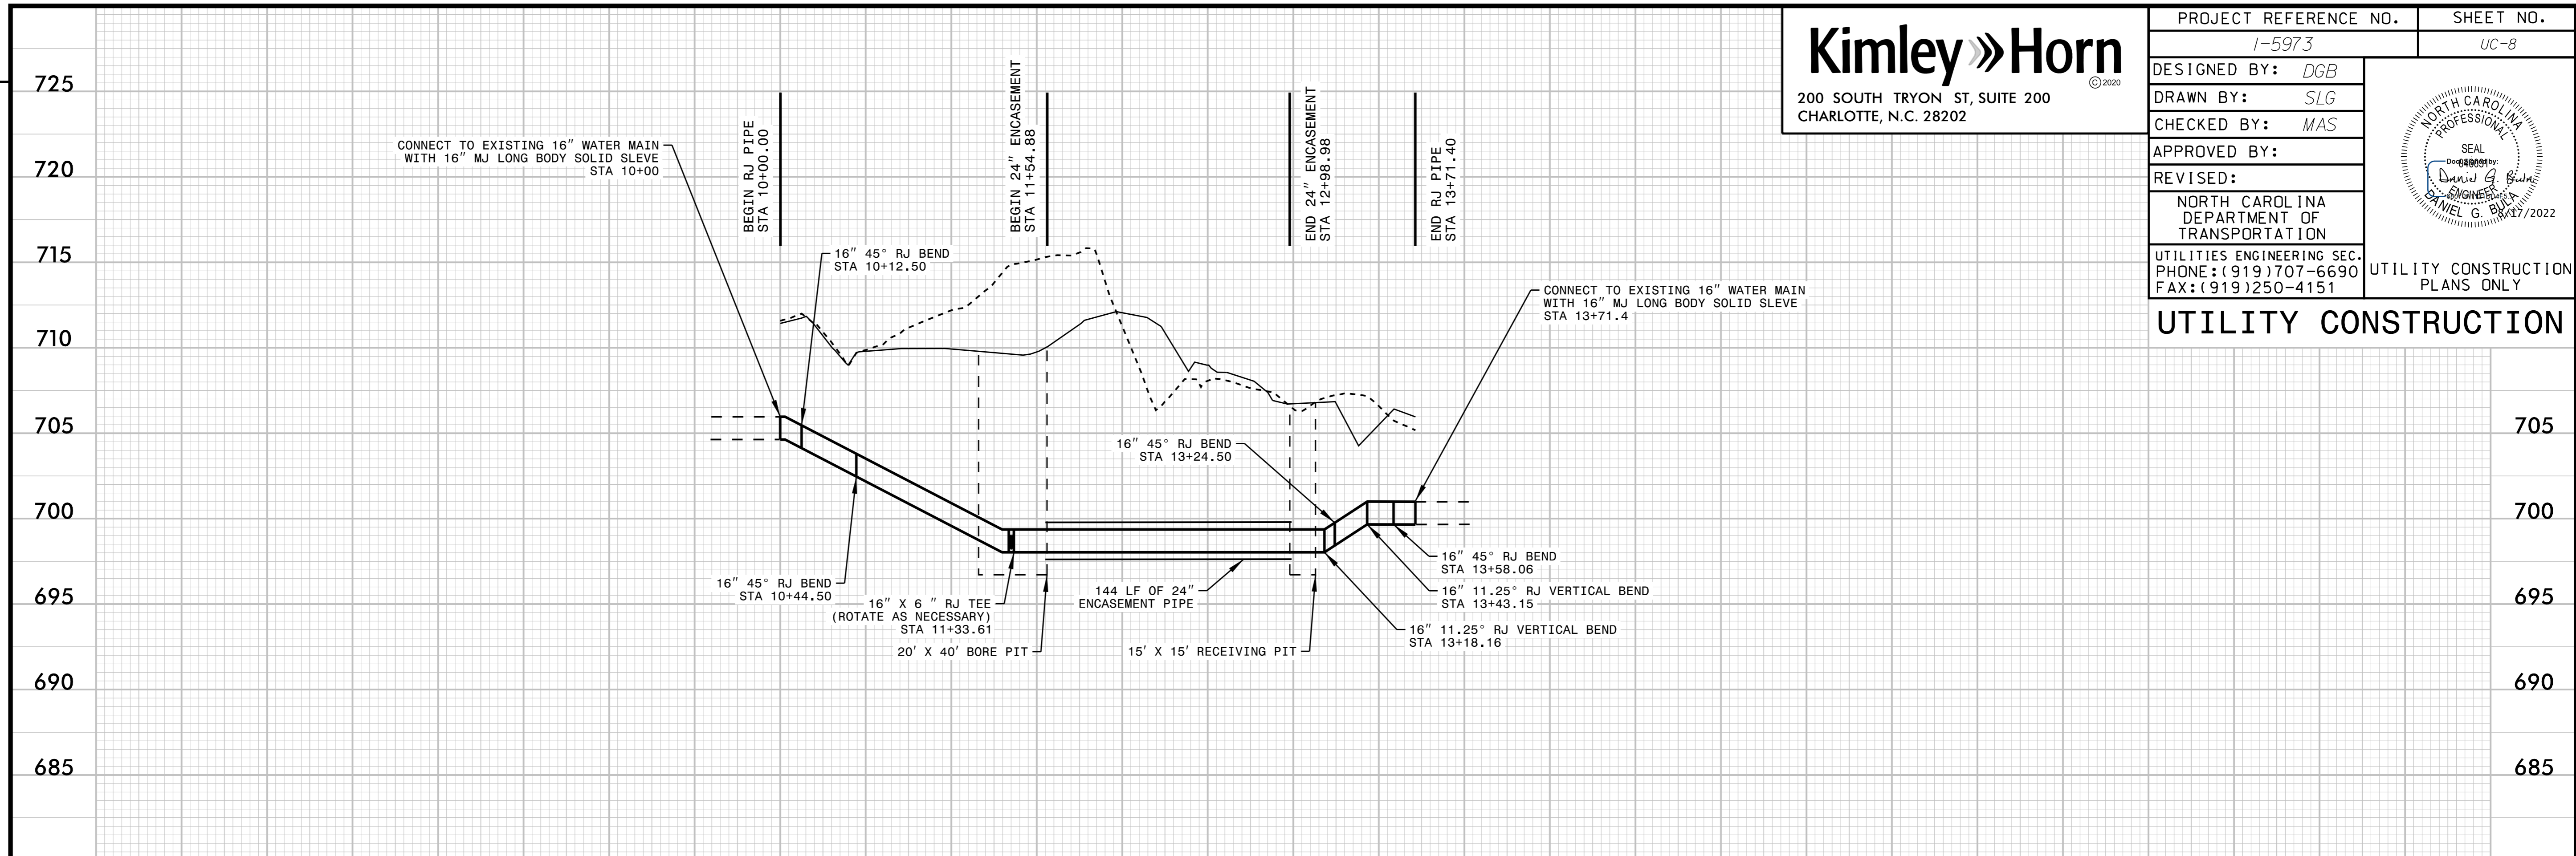 Kimley Horn
© 2020
200 SOUTH TRYON ST, SUITE 200
CHARLOTTE, N.C. 28202
PROJECT REFERENCE NO.
SHEET NO.
I-5973
UC-8
DESIGNED BY: DGB
DRAWN BY: SLG
CHECKED BY: MAS
APPROVED BY:
REVISED:
NORTH CAROLINA
DEPARTMENT OF
TRANSPORTATION
UTILITIES ENGINEERING SEC.
PHONE:(919)707-6690
FAX:(919)250-4151
NORTH CAROLINA
PROFESSIONAL
SEAL
Daniel G. Bula
ENGINEER
DANIEL G. BULA
8/17/2022
UTILITY CONSTRUCTION
PLANS ONLY
UTILITY CONSTRUCTION
725
720
715
710
705
700
695
690
685
CONNECT TO EXISTING 16" WATER MAIN
WITH 16" MJ LONG BODY SOLID SLEVE
STA 10+00
BEGIN RJ PIPE
STA 10+00.00
16" 45° RJ BEND
STA 10+12.50
BEGIN 24" ENCASEMENT
STA 11+54.88
END 24" ENCASEMENT
STA 12+98.98
END RJ PIPE
STA 13+71.40
CONNECT TO EXISTING 16" WATER MAIN
WITH 16" MJ LONG BODY SOLID SLEVE
STA 13+71.4
16" 45° RJ BEND
STA 13+24.50
16" 45° RJ BEND
STA 10+44.50
16" X 6 " RJ TEE
(ROTATE AS NECESSARY)
STA 11+33.61
20' X 40' BORE PIT
144 LF OF 24"
ENCASEMENT PIPE
15' X 15' RECEIVING PIT
16" 45° RJ BEND
STA 13+58.06
16" 11.25° RJ VERTICAL BEND
STA 13+43.15
16" 11.25° RJ VERTICAL BEND
STA 13+18.16
705
700
695
690
685